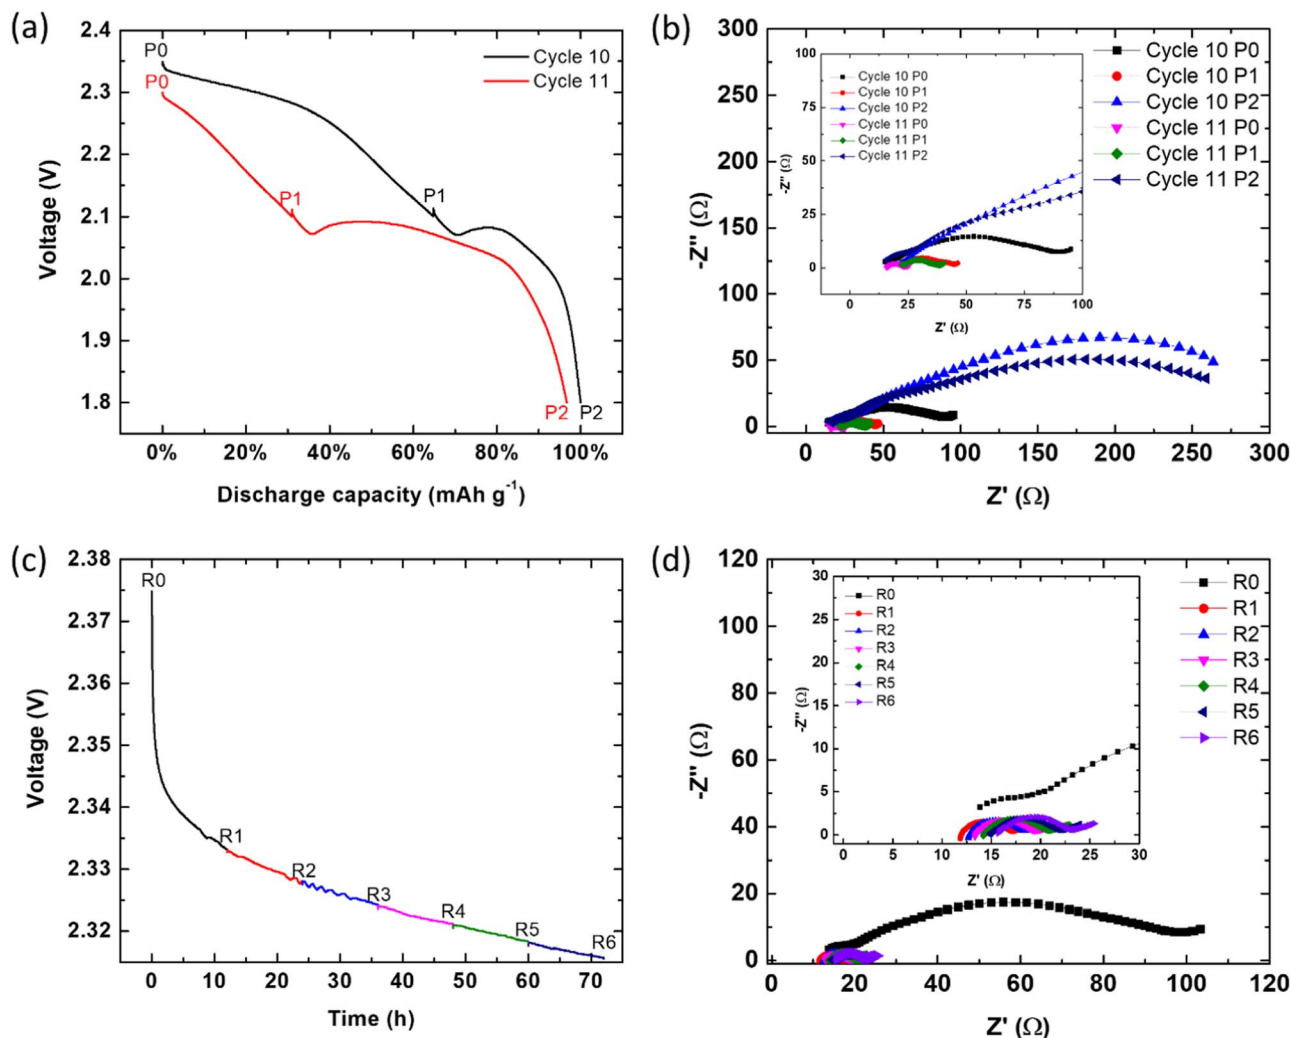 (a)
2.4
2.3
2.2
2.1
2.0
1.9
1.8
Voltage (V)
P0
P0
P1
P1
P2
P2
Cycle 10
Cycle 11
0%
20%
40%
60%
80%
100%
Discharge capacity (mAh g⁻¹)
(b)
-300
-250
-200
150
100
50
0
-Z'' (Ω)
0
50
100
150
200
250
300
Z' (Ω)
Cycle 10 P0
Cycle 10 P1
Cycle 10 P2
Cycle 11 P0
Cycle 11 P1
Cycle 11 P2
100
75
50
25
0
-Z'' (Ω)
0
25
50
75
100
Z' (Ω)
Cycle 10 P0
Cycle 10 P1
Cycle 10 P2
Cycle 11 P0
Cycle 11 P1
Cycle 11 P2
(c)
2.38
2.37
2.36
2.35
2.34
2.33
2.32
Voltage (V)
R0
R1
R2
R3
R4
R5
R6
0
10
20
30
40
50
60
70
Time (h)
(d)
120
100
80
60
40
20
0
-Z'' (Ω)
0
20
40
60
80
100
120
Z' (Ω)
R0
R1
R2
R3
R4
R5
R6
30
25
20
15
10
5
0
-Z'' (Ω)
0
5
10
15
20
25
30
Z' (Ω)
R0
R1
R2
R3
R4
R5
R6